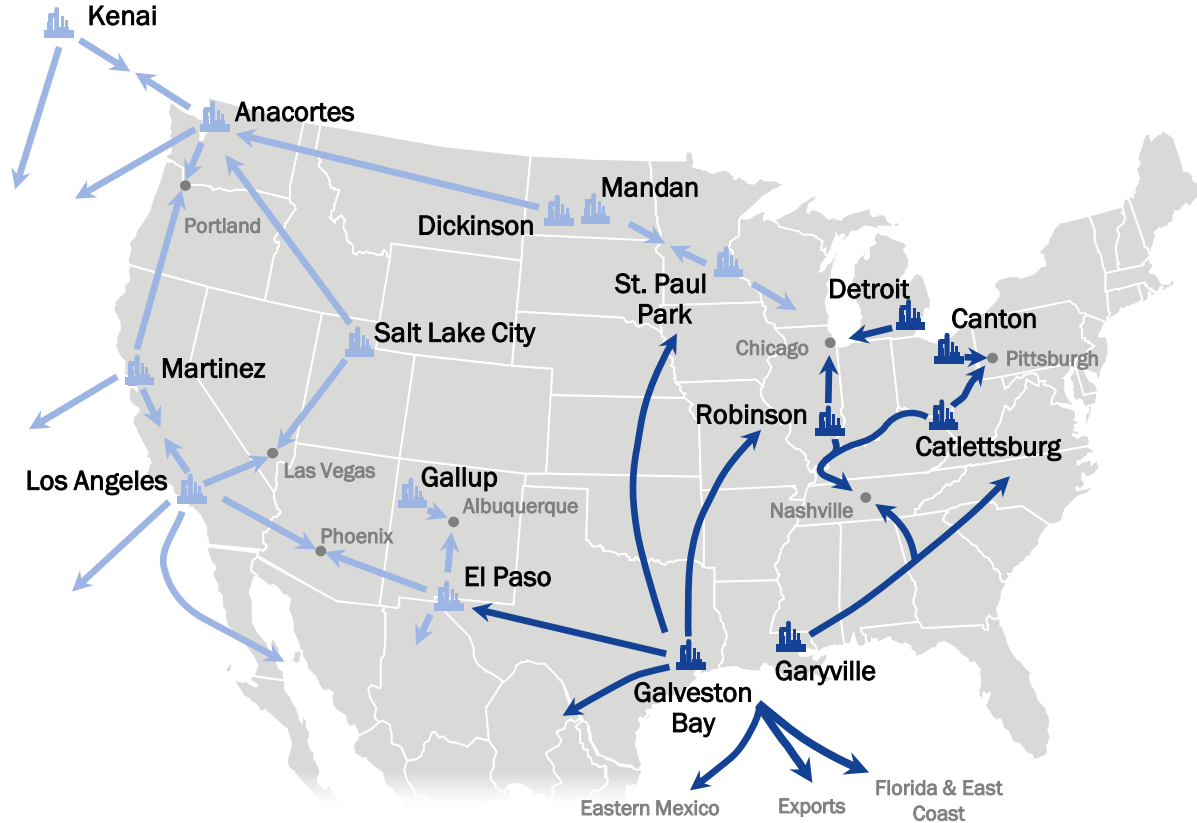 Kenai
Anacortes
Mandan
Dickinson
Portland
St. Paul
Park
Detroit
Canton
Salt Lake City
Chicago
Pittsburgh
Martinez
Robinson
Catlettsburg
Los Angeles
Las Vegas
Gallup
Albuquerque
Nashville
Phoenix
El Paso
Garyville
Galveston
Bay
Eastern Mexico
Exports
Florida & East
Coast